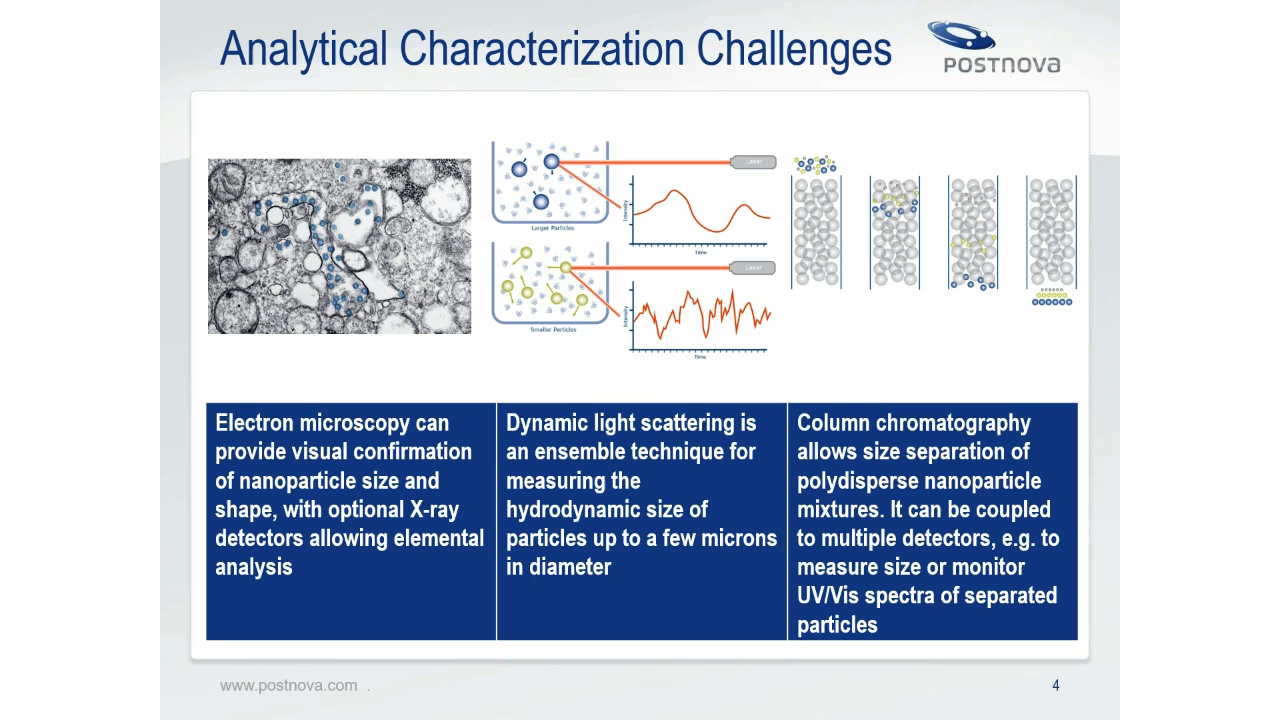 Analytical Characterization Challenges
POSTNOVA
Laser
Intensity
Larger Particles
Time
Laser
Intensity
Smaller Particles
Time
Electron microscopy can
provide visual confirmation
of nanoparticle size and
shape, with optional X-ray
detectors allowing elemental
analysis
Dynamic light scattering is
an ensemble technique for
measuring the
hydrodynamic size of
particles up to a few microns
in diameter
Column chromatography
allows size separation of
polydisperse nanoparticle
mixtures. It can be coupled
to multiple detectors, e.g. to
measure size or monitor
UV/Vis spectra of separated
particles
www.postnova.com .
4